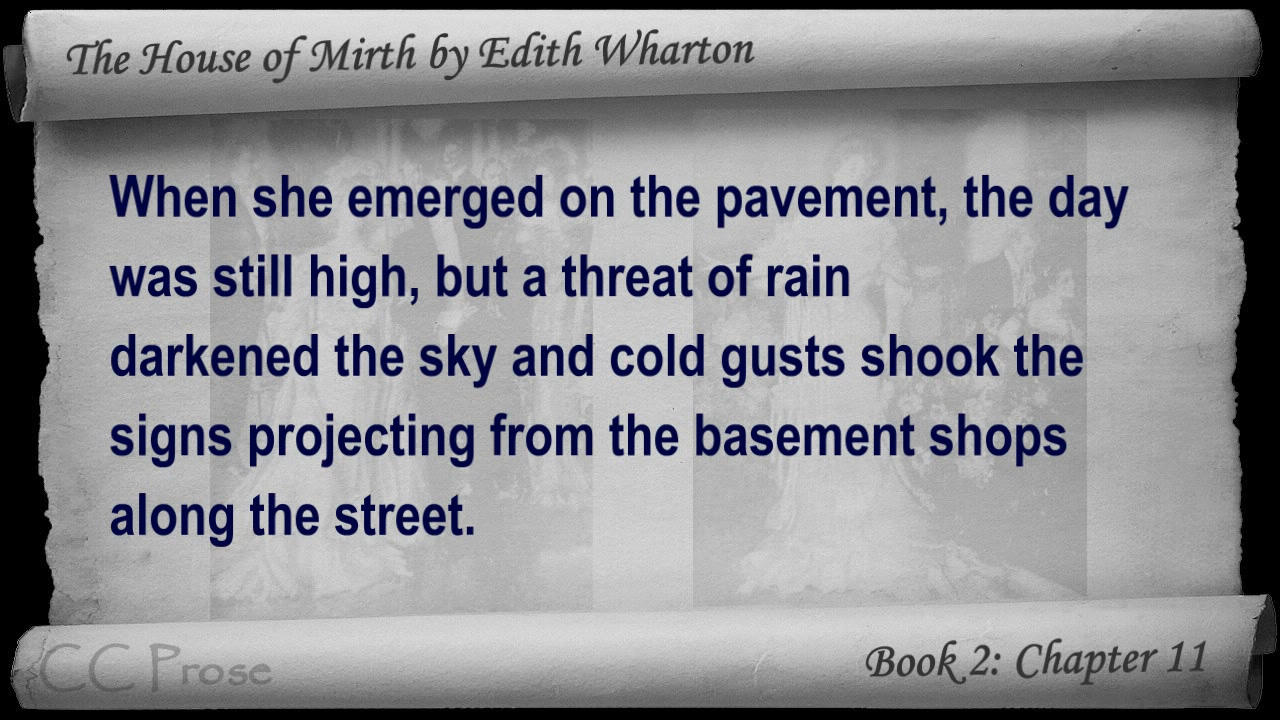 The House of Mirth by Edith Wharton
When she emerged on the pavement, the day
was still high, but a threat of rain
darkened the sky and cold gusts shook the
signs projecting from the basement shops
along the street.
CC Prose
Book 2: Chapter 11